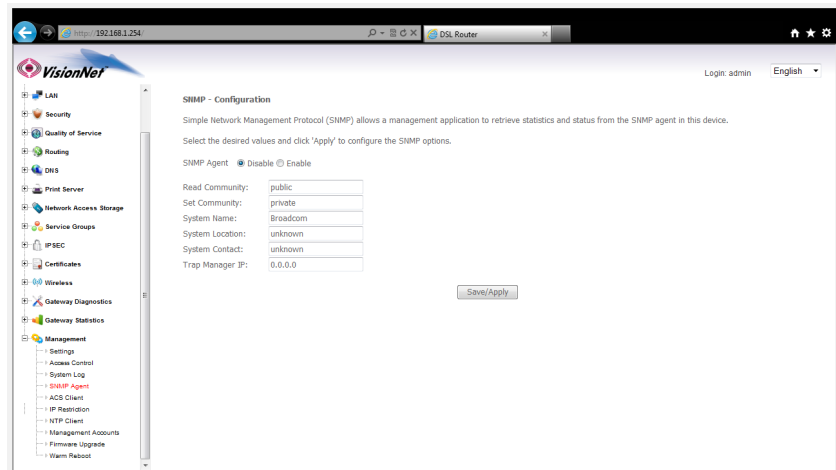 http://192.168.1.254/
DSL Router
VisionNet
Login: admin
English
LAN
Security
Quality of Service
Routing
DNS
Print Server
Network Access Storage
Service Groups
IPSEC
Certificates
Wireless
Gateway Diagnostics
Gateway Statistics
Management
Settings
Access Control
System Log
SNMP Agent
ACS Client
IP Restriction
NTP Client
Management Accounts
Firmware Upgrade
Warm Reboot
SNMP - Configuration
Simple Network Management Protocol (SNMP) allows a management application to retrieve statistics and status from the SNMP agent in this device.
Select the desired values and click 'Apply' to configure the SNMP options.
SNMP Agent Disable Enable
Read Community: public
Set Community: private
System Name: Broadcom
System Location: unknown
System Contact: unknown
Trap Manager IP: 0.0.0.0
Save/Apply